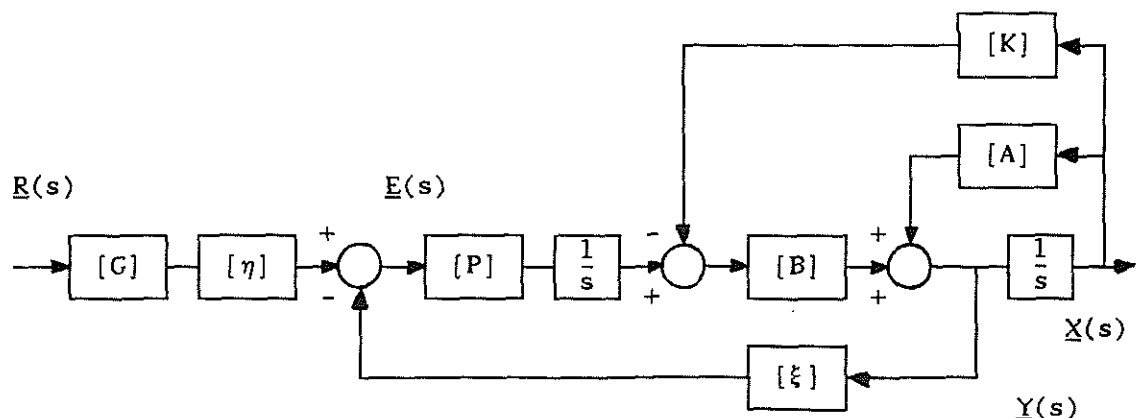 [K]
[A]
R(s)
E(s)
+
-
+
[G]
[η]
[P]
1
s
[B]
1
s
-
+
+
[ξ]
X(s)
Y(s)